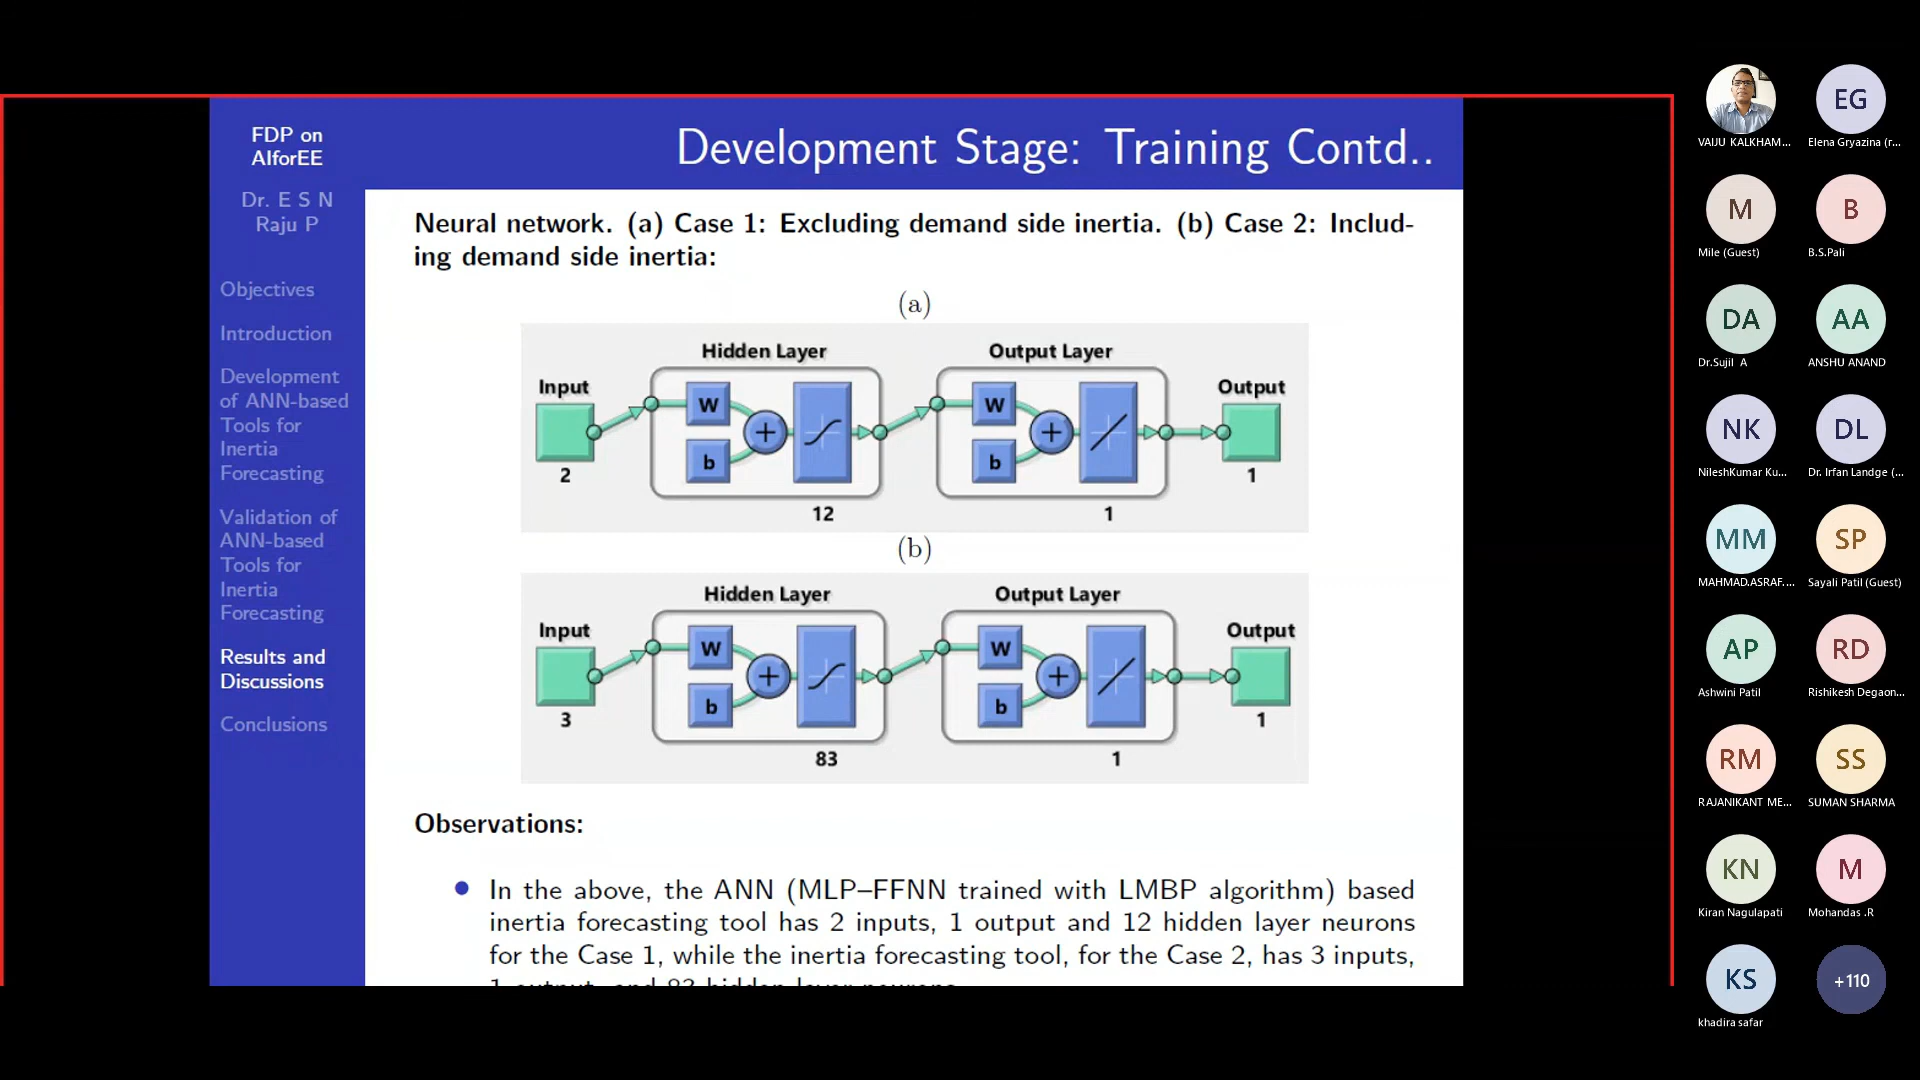 FDP on
AIforEE
Dr. E S N
Raju P
Objectives
Introduction
Development
of ANN-based
Tools for
Inertia
Forecasting
Validation of
ANN-based
Tools for
Inertia
Forecasting
Results and
Discussions
Conclusions
Development Stage: Training Contd..
Neural network. (a) Case 1: Excluding demand side inertia. (b) Case 2: Includ-
ing demand side inertia:
(a)
Hidden Layer
Output Layer
Input
Output
W
W
b
b
2
1
12
1
(b)
Hidden Layer
Output Layer
Input
Output
W
W
b
b
3
1
83
1
Observations:
In the above, the ANN (MLP–FFNN trained with LMBP algorithm) based
inertia forecasting tool has 2 inputs, 1 output and 12 hidden layer neurons
for the Case 1, while the inertia forecasting tool, for the Case 2, has 3 inputs,
1 output, and 83 hidden layer neurons.
VAIJU KALKHAM...
EG
Elena Gryazina (r...
M
Mile (Guest)
B
B.S.Pali
DA
Dr.Sujil A
AA
ANSHU ANAND
NK
NileshKumar Ku...
DL
Dr. Irfan Landge (...
MM
MAHMAD.ASRAF....
SP
Sayali Patil (Guest)
AP
Ashwini Patil
RD
Rishikesh Degaon...
RM
RAJANIKANT ME...
SS
SUMAN SHARMA
KN
Kiran Nagulapati
M
Mohandas .R
KS
khadira safar
+110